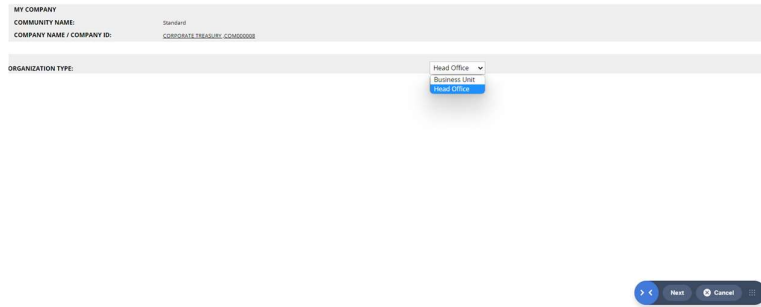 MY COMPANY
COMMUNITY NAME: Standard
COMPANY NAME / COMPANY ID: CORPORATE TREASURY ,COM000008
ORGANIZATION TYPE: Head Office
Business Unit
Head Office
Next Cancel